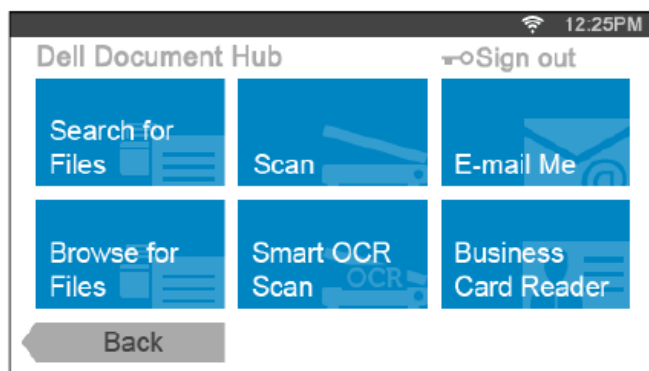 12:25PM
Dell Document Hub
Sign out
Search for
Files
Scan
E-mail Me
@
Browse for
Files
Smart OCR
Scan
OCR
Business
Card Reader
Back